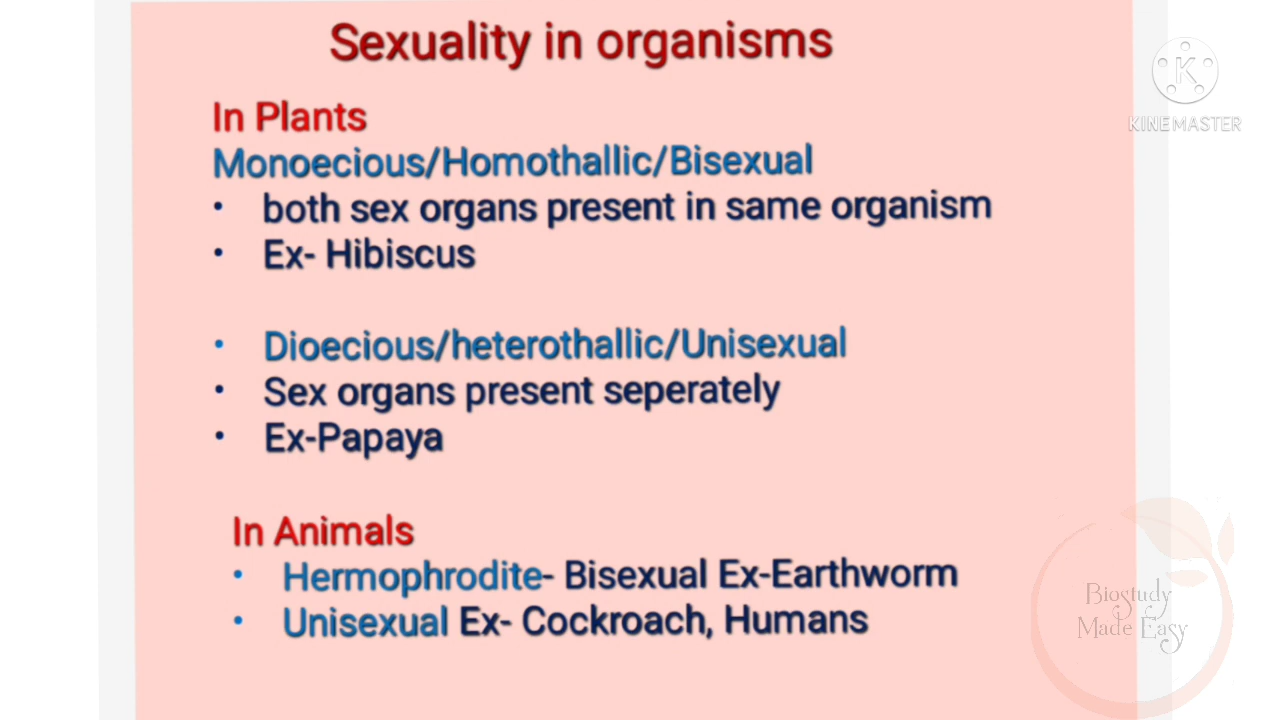 Sexuality in organisms
In Plants
Monoecious/Homothallic/Bisexual
• both sex organs present in same organism
• Ex- Hibiscus
• Dioecious/heterothallic/Unisexual
• Sex organs present seperately
• Ex-Papaya
In Animals
• Hermophrodite- Bisexual Ex-Earthworm
• Unisexual Ex- Cockroach, Humans
K
KINEMASTER
Biostudy
Made Easy